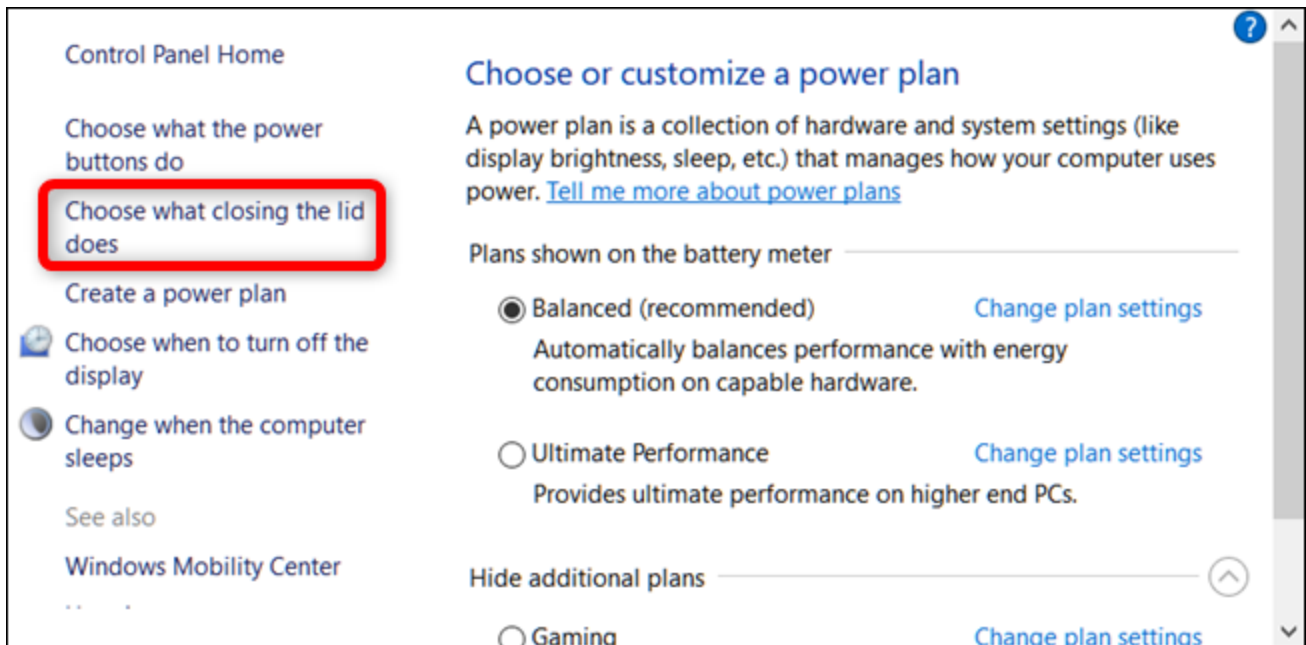 Control Panel Home
Choose what the power
buttons do
Choose what closing the lid
does
Create a power plan
Choose when to turn off the
display
Change when the computer
sleeps
See also
Windows Mobility Center
?
Choose or customize a power plan
A power plan is a collection of hardware and system settings (like
display brightness, sleep, etc.) that manages how your computer uses
power. Tell me more about power plans
Plans shown on the battery meter
Balanced (recommended) Change plan settings
Automatically balances performance with energy
consumption on capable hardware.
Ultimate Performance Change plan settings
Provides ultimate performance on higher end PCs.
Hide additional plans
Gaming Change plan settings